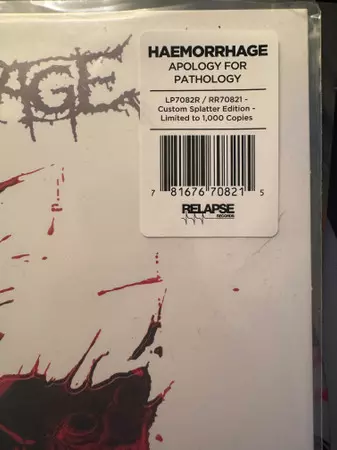 AGE
HAEMORRHAGE
APOLOGY FOR
PATHOLOGY
LP7082R / RR70821 -
Custom Splatter Edition -
Limited to 1,000 Copies
7 81676 70821 5
RELAPSE
RECORDS